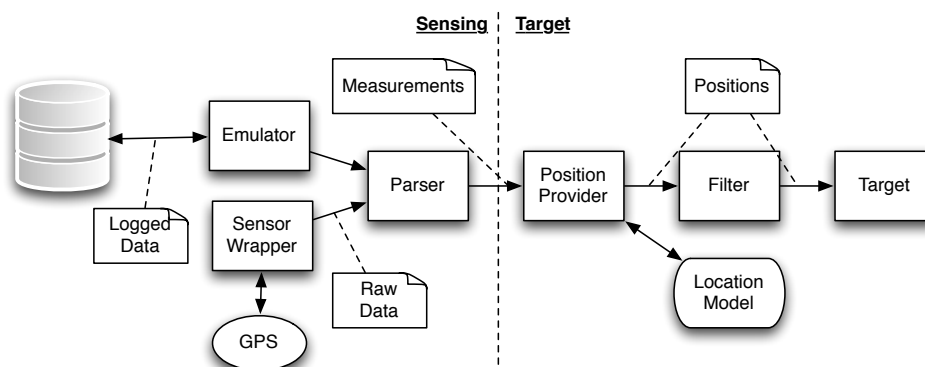 Sensing
Target
Measurements
Positions
Emulator
Parser
Position
Provider
Filter
Target
Logged
Data
Sensor
Wrapper
Raw
Data
Location
Model
GPS